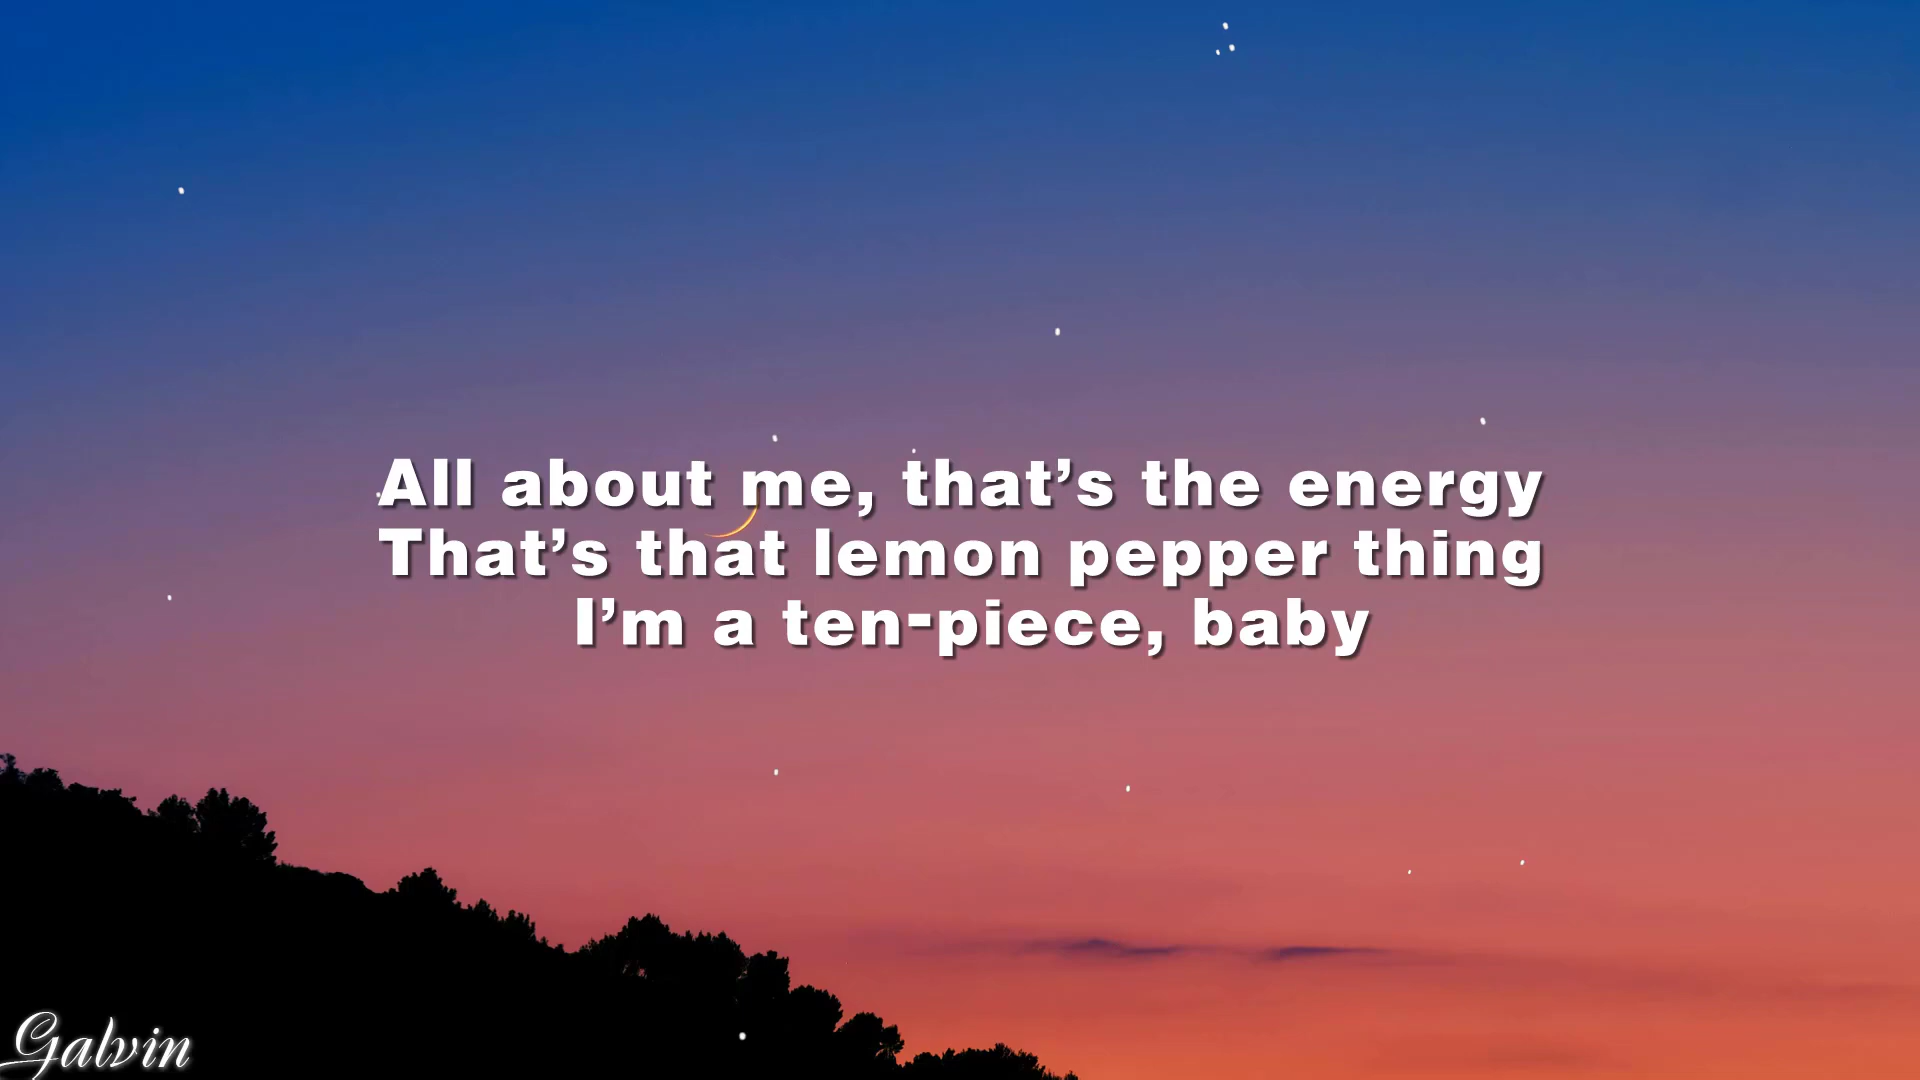 All about me, that’s the energy
That’s that lemon pepper thing
I’m a ten-piece, baby
Galvin